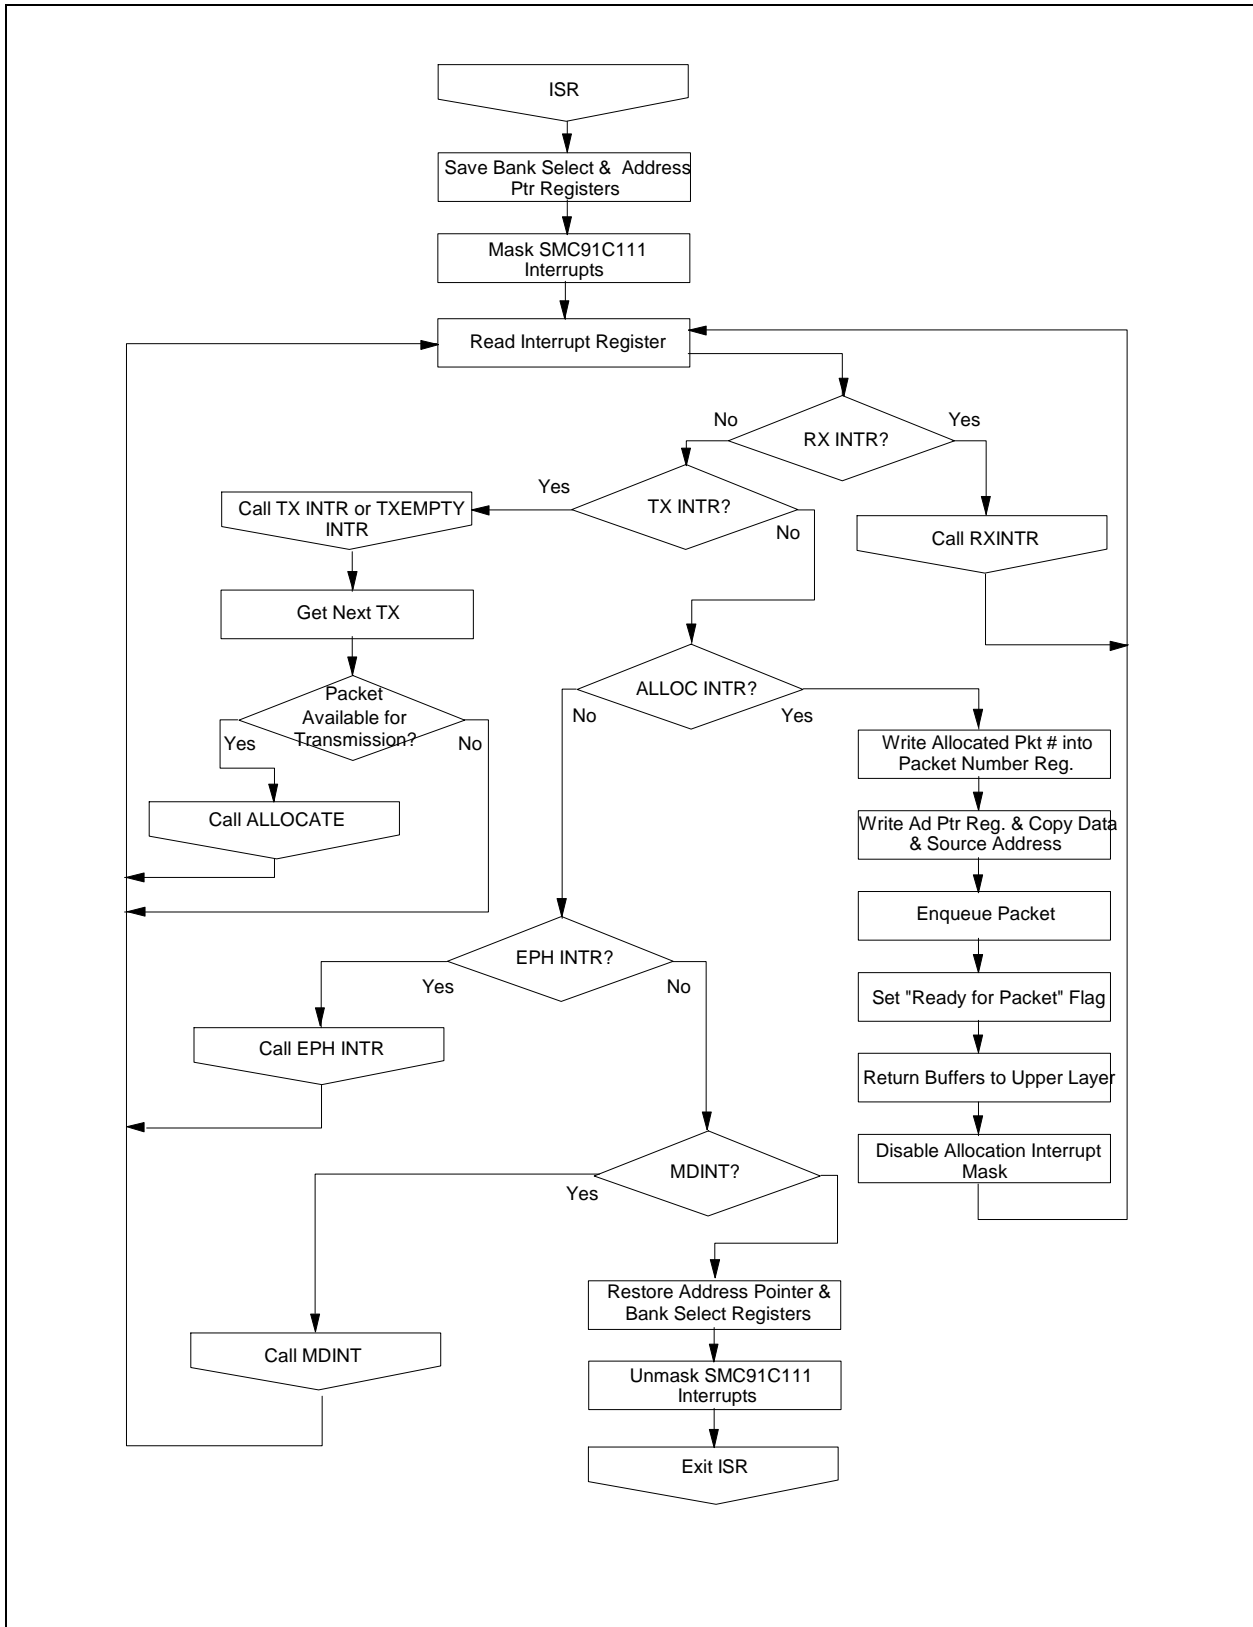 ISR
Save Bank Select & Address
Ptr Registers
Mask SMC91C111
Interrupts
Read Interrupt Register
No
RX INTR?
Yes
Yes
TX INTR?
No
Call TX INTR or TXEMPTY
INTR
Call RXINTR
Get Next TX
ALLOC INTR?
No
Yes
Packet
Available for
Transmission?
Yes
No
Write Allocated Pkt # into
Packet Number Reg.
Call ALLOCATE
Write Ad Ptr Reg. & Copy Data
& Source Address
Enqueue Packet
EPH INTR?
Yes
No
Set "Ready for Packet" Flag
Call EPH INTR
Return Buffers to Upper Layer
Disable Allocation Interrupt
Mask
MDINT?
Yes
Restore Address Pointer &
Bank Select Registers
Call MDINT
Unmask SMC91C111
Interrupts
Exit ISR